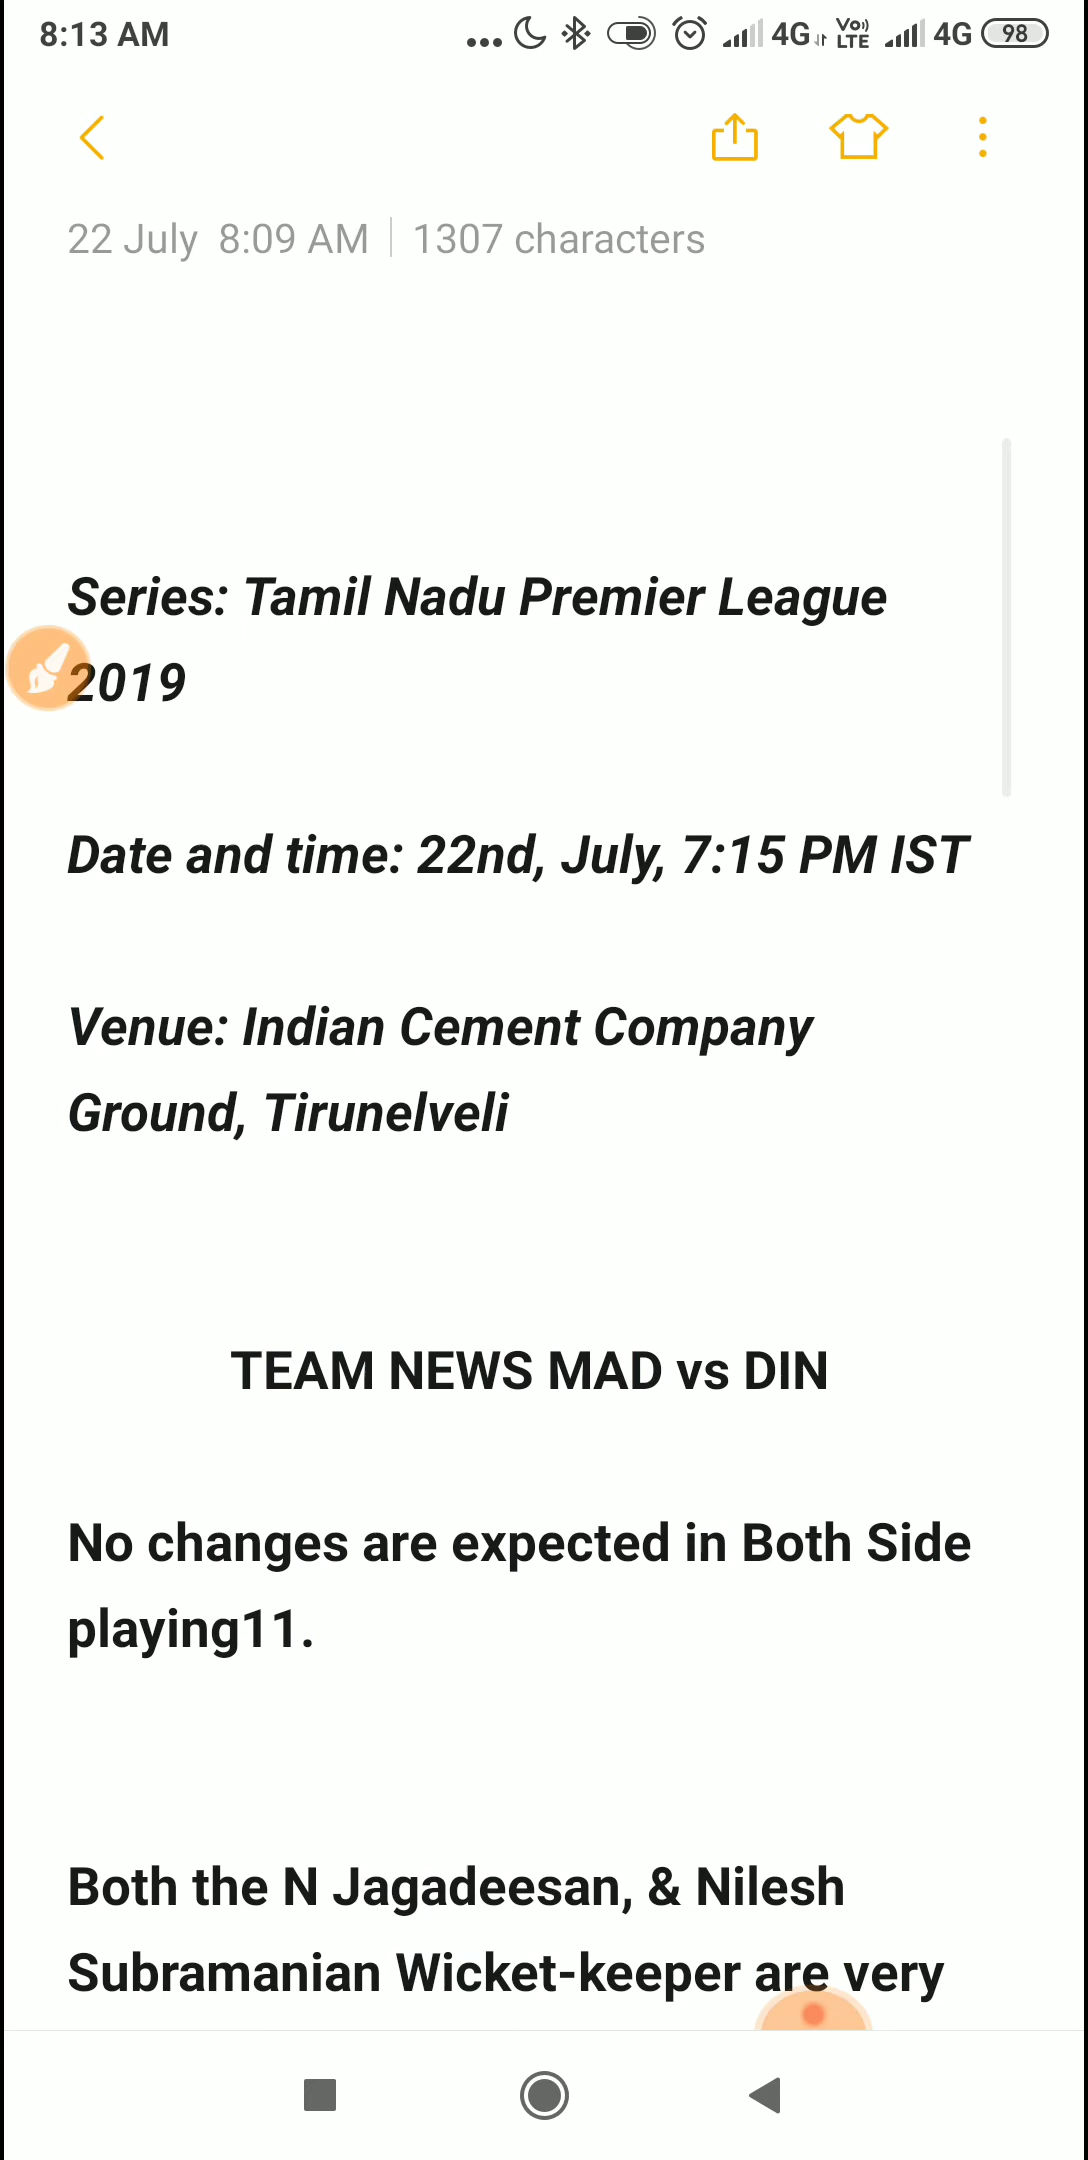 8:13 AM ... 4G Vo)) LTE 4G 98
22 July 8:09 AM | 1307 characters
Series: Tamil Nadu Premier League
2019
Date and time: 22nd, July, 7:15 PM IST
Venue: Indian Cement Company
Ground, Tirunelveli
TEAM NEWS MAD vs DIN
No changes are expected in Both Side
playing11.
Both the N Jagadeesan, & Nilesh
Subramanian Wicket-keeper are very